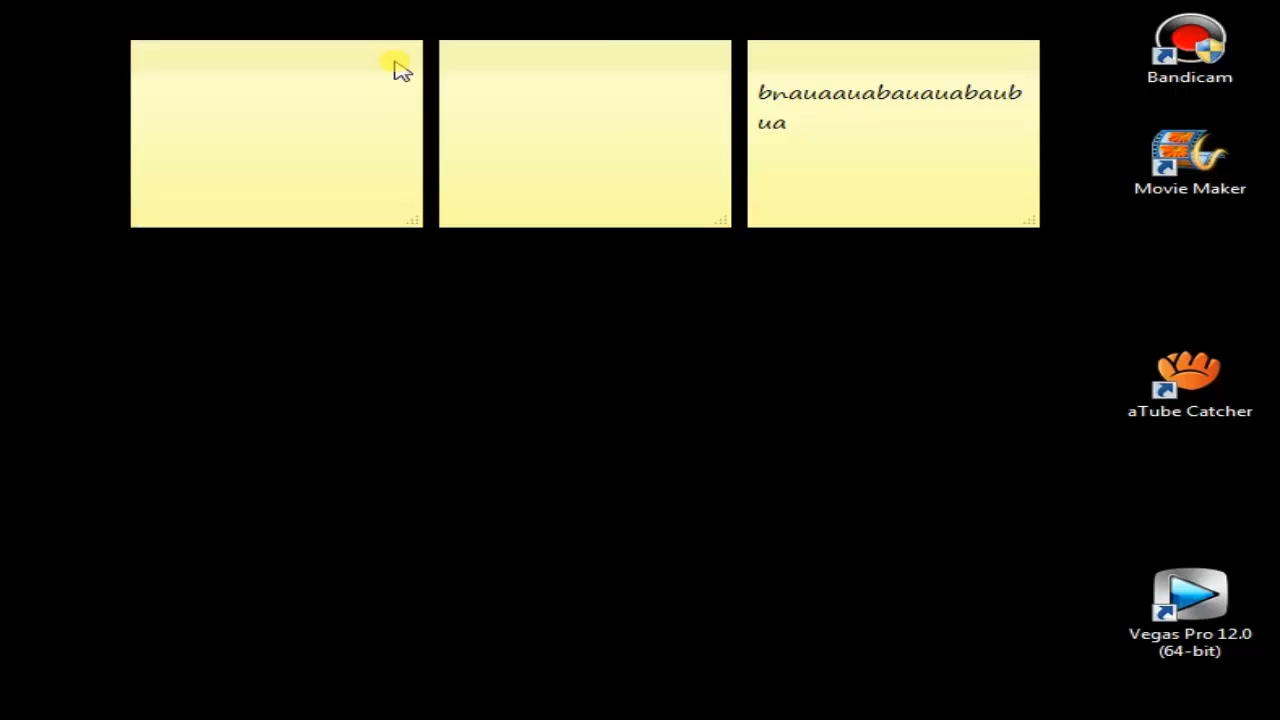 bnauaauabauauabaub
ua
Bandicam
Movie Maker
aTube Catcher
Vegas Pro 12.0
(64-bit)